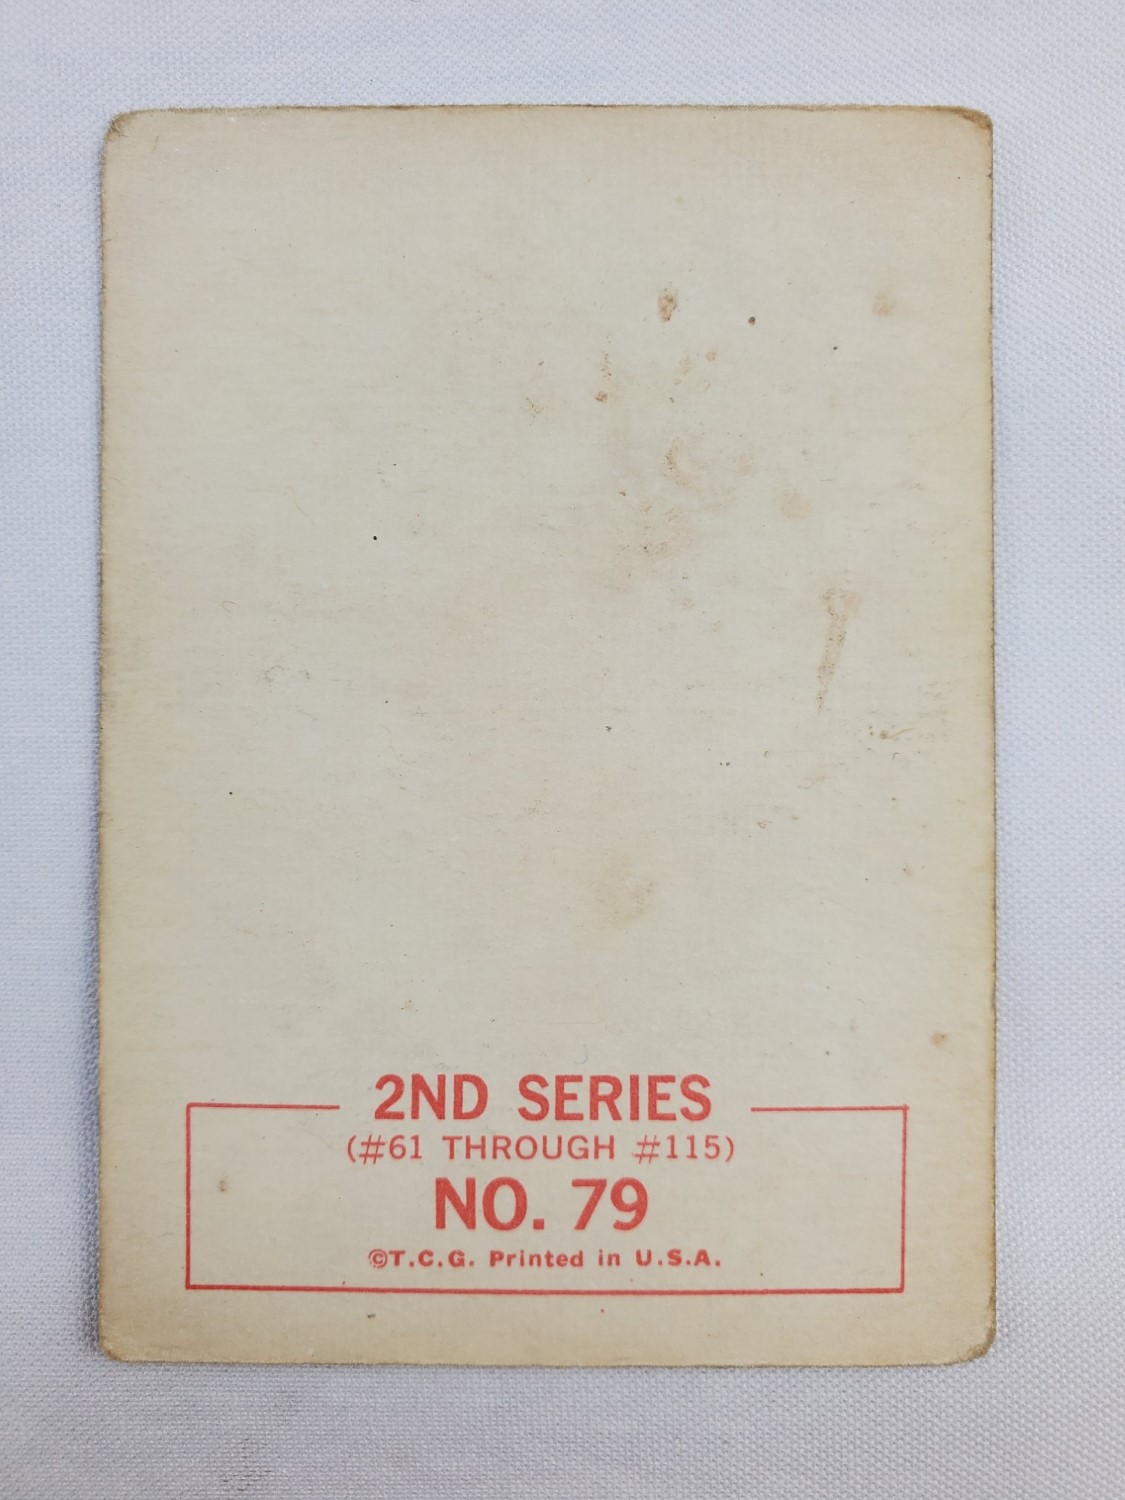 2ND SERIES
(#61 THROUGH #115)
NO. 79
©T.C.G. Printed in U.S.A.